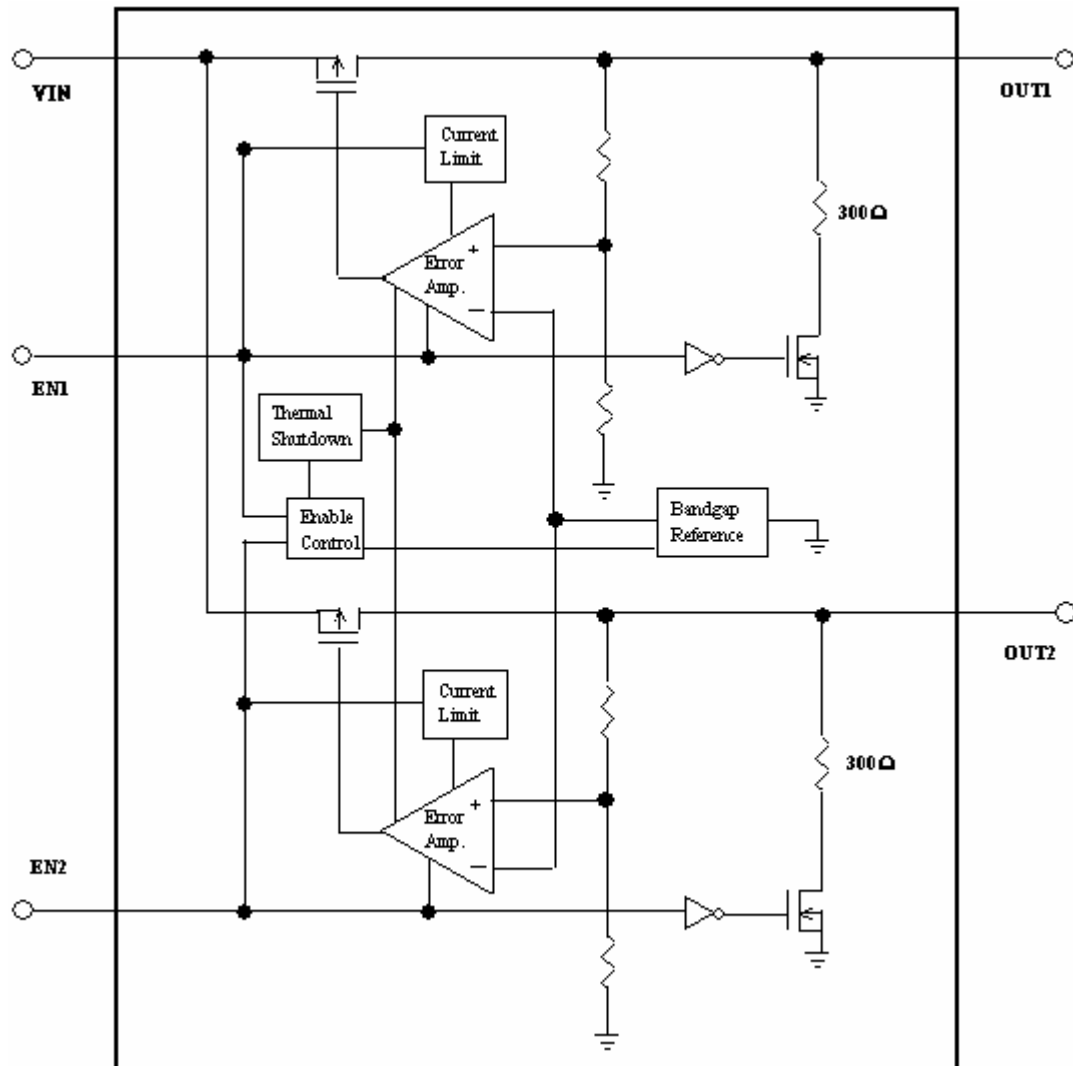 VIN
OUT1
Current
Limit
300Ω
+
Error
Amp.
—
EN1
Thermal
Shutdown
Enable
Control
Bandgap
Reference
OUT2
Current
Limit
300Ω
+
Error
Amp.
—
EN2